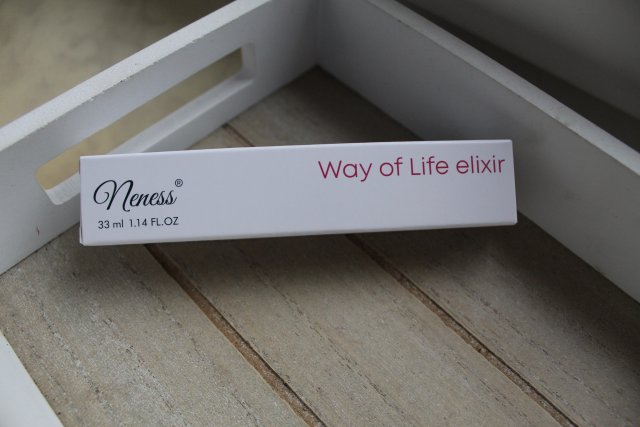 Neness®
33 ml 1.14 FL.OZ
Way of Life elixir